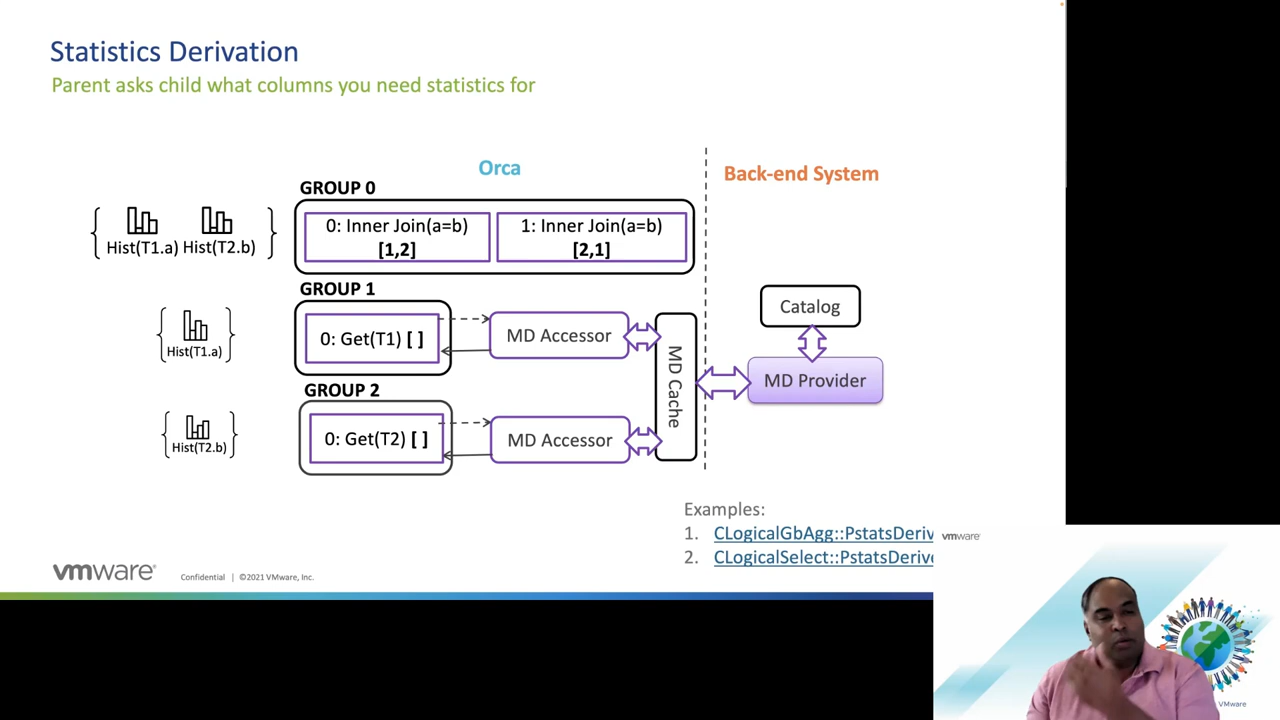 Statistics Derivation
Parent asks child what columns you need statistics for
Orca
Back-end System
GROUP 0
0: Inner Join(a=b)
[1,2]
1: Inner Join(a=b)
[2,1]
Hist(T1.a) Hist(T2.b)
GROUP 1
0: Get(T1) [ ]
MD Accessor
Hist(T1.a)
MD Cache
Catalog
MD Provider
GROUP 2
0: Get(T2) [ ]
MD Accessor
Hist(T2.b)
Examples:
1. CLogicalGbAgg::PstatsDeriv
2. CLogicalSelect::PstatsDerive
vmware®
Confidential | ©2021 VMware, Inc.
vmware
VMware